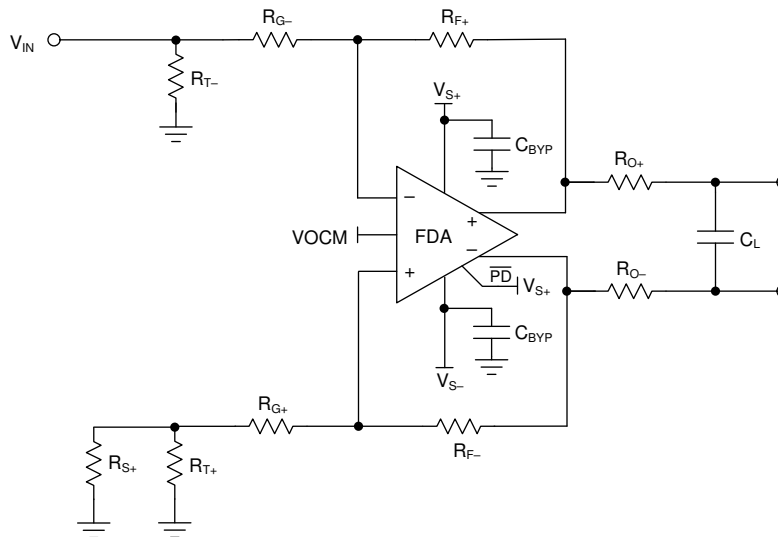 R_G– R_F+
V_IN
R_T–
V_S+
C_BYP
R_O+
VOCM
–
FDA
+
–
+
C_L
PD
V_S+
R_O–
C_BYP
V_S–
R_G+
R_F–
R_S+
R_T+